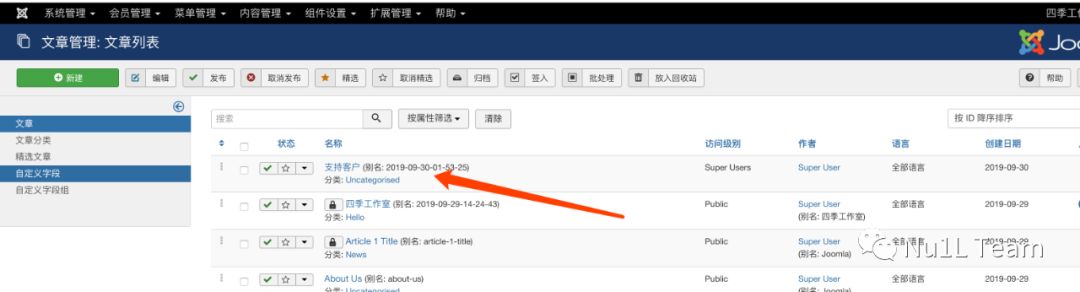 系统管理 会员管理 菜单管理 内容管理 组件设置 扩展管理 帮助 四季工作
文章管理: 文章列表 Joo
新建 编辑 发布 取消发布 精选 取消精选 归档 签入 批处理 放入回收站 帮助
文章
文章分类
精选文章
自定义字段
自定义字段组
搜索 按属性筛选 清除 按 ID 降序排序
状态 名称 访问级别 作者 语言 创建日期
支持客户 (别名: 2019-09-30-01-53-25) Super Users Super User 全部语言 2019-09-30
分类: Uncategorised
四季工作室 (别名: 2019-09-29-14-24-43) Public Super User 全部语言 2019-09-29
分类: Hello (别名: 四季工作室)
Article 1 Title (别名: article-1-title) Public Super User 全部语言 2019-09-29
分类: News (别名: Joomla)
Nu1L Team
About Us (别名: about-us) Public Super User 全部语言 2019-09-29
分类: Uncategorised (别名: Joomla)